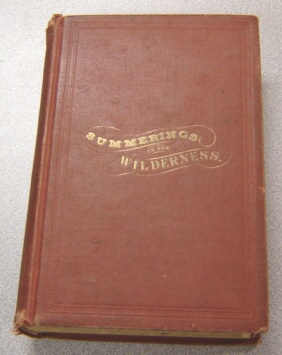 SUMMERINGS
IN THE
WILDERNESS.